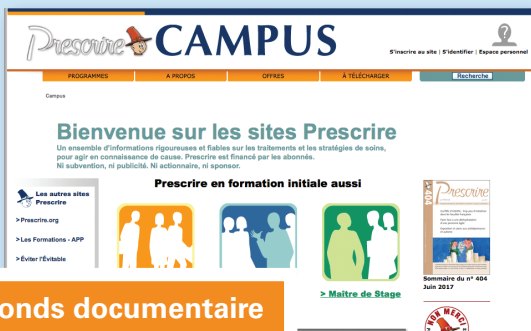 Prescrire CAMPUS
S'inscrire au site | S'identifier | Espace personnel
PROGRAMMES A PROPOS OFFRES À TÉLÉCHARGER Recherche
Campus
Bienvenue sur les sites Prescrire
Un ensemble d'informations rigoureuses et fiables sur les traitements et les stratégies de soins,
pour agir en connaissance de cause. Prescrire est financé par les abonnés.
Ni subvention, ni publicité. Ni actionnaire, ni sponsor.
Les autres sites
Prescrire
> Prescrire.org
> Les Formations - APP
> Éviter l'Évitable
Prescrire en formation initiale aussi
> Maître de Stage
404
Prescrire
Sommaire du n° 404
Juin 2017
NON MERCI
onds documentaire